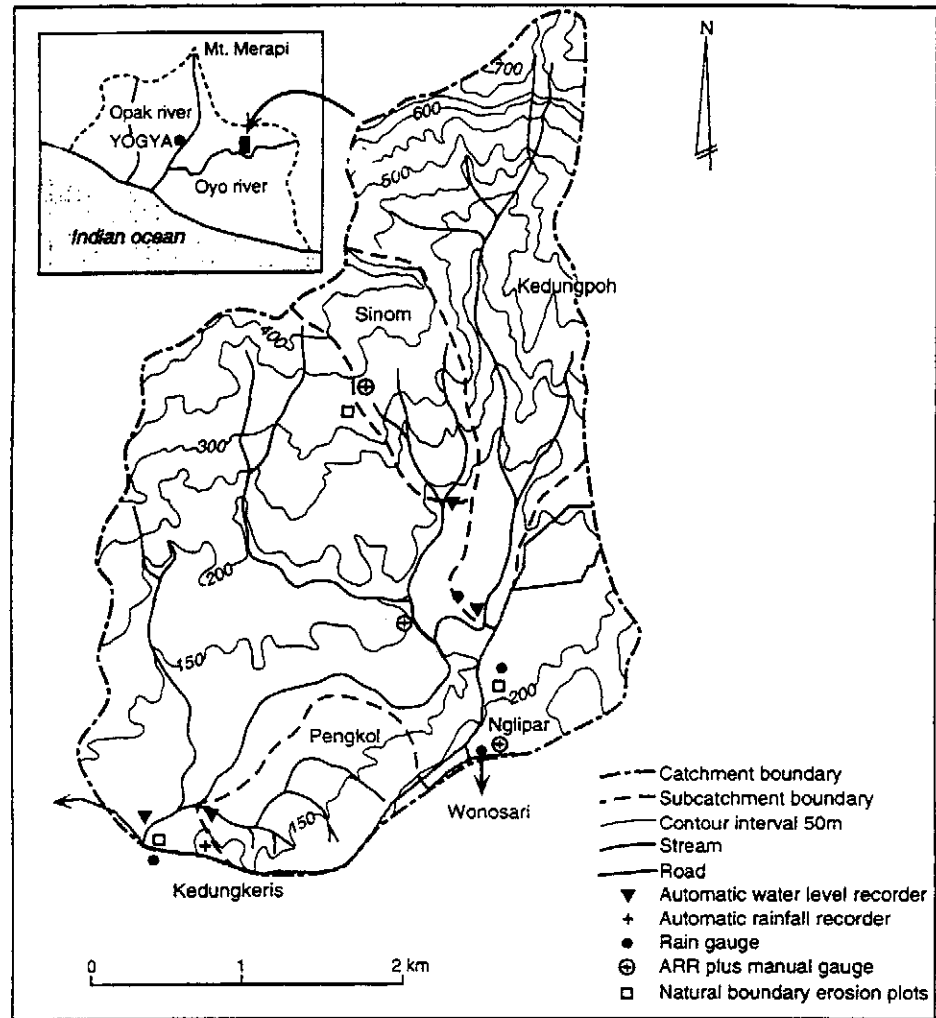 Mt. Merapi
Opak river
YOGYA
Oyo river
Indian ocean
N
700
600
500
Kedungpoh
Sinom
400
300
200
150
200
Nglipar
Pengkol
Wonosari
150
Kedungkeris
Catchment boundary
Subcatchment boundary
Contour interval 50m
Stream
Road
Automatic water level recorder
Automatic rainfall recorder
Rain gauge
ARR plus manual gauge
Natural boundary erosion plots
0 1 2 km